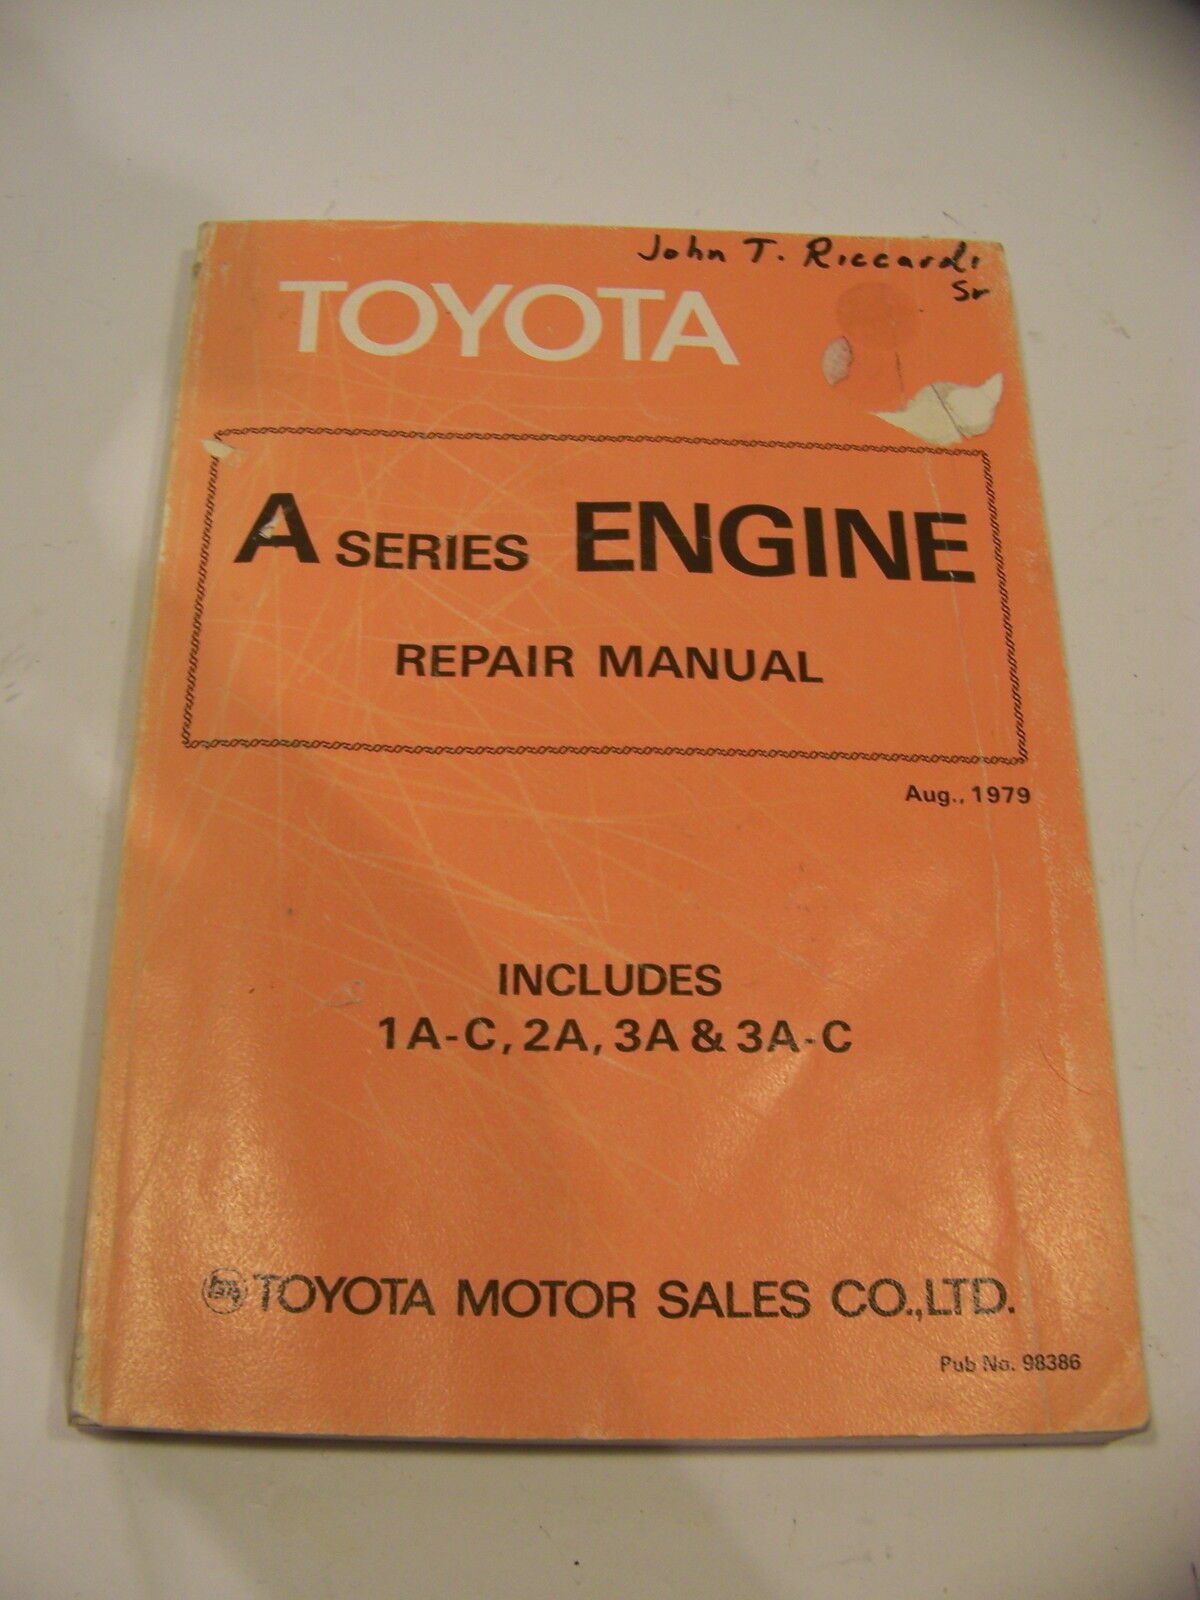 John T. Riccardi
Sr
TOYOTA
A SERIES ENGINE
REPAIR MANUAL
Aug., 1979
INCLUDES
1A-C, 2A, 3A & 3A-C
TOYOTA MOTOR SALES CO.,LTD.
Pub No. 98386